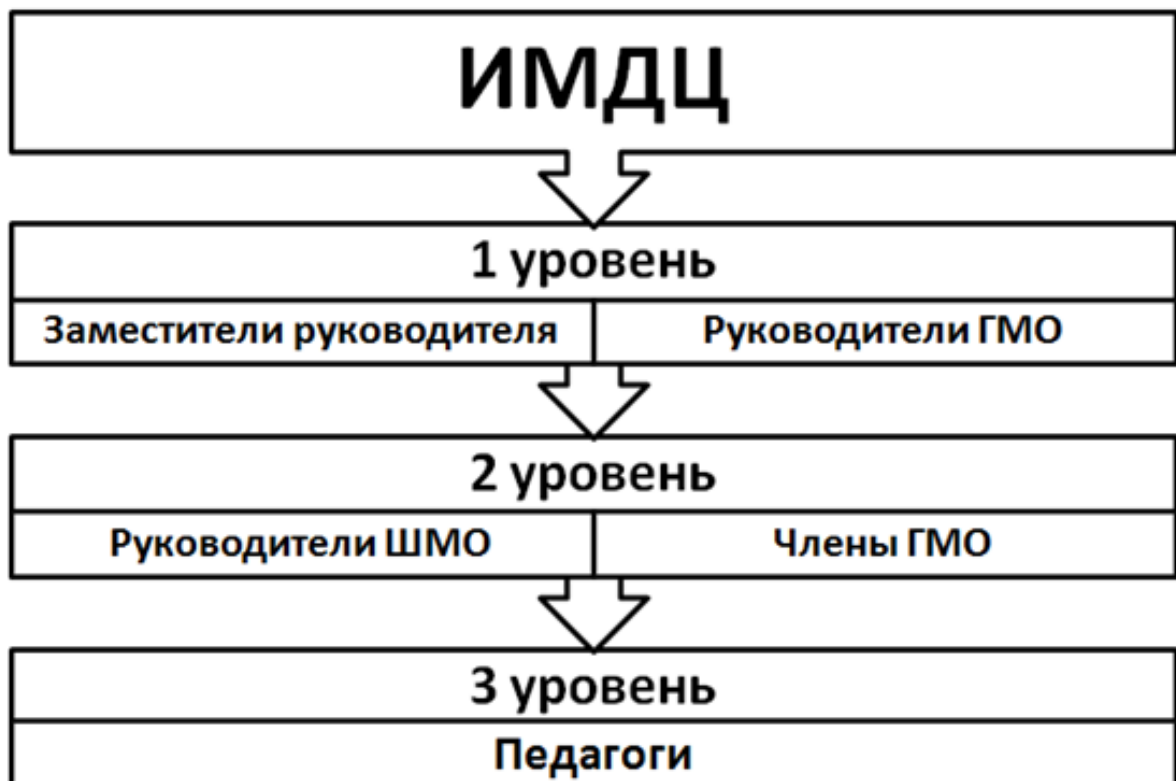 ИМДЦ
1 уровень
Заместители руководителя
Руководители ГМО
2 уровень
Руководители ШМО
Члены ГМО
3 уровень
Педагоги